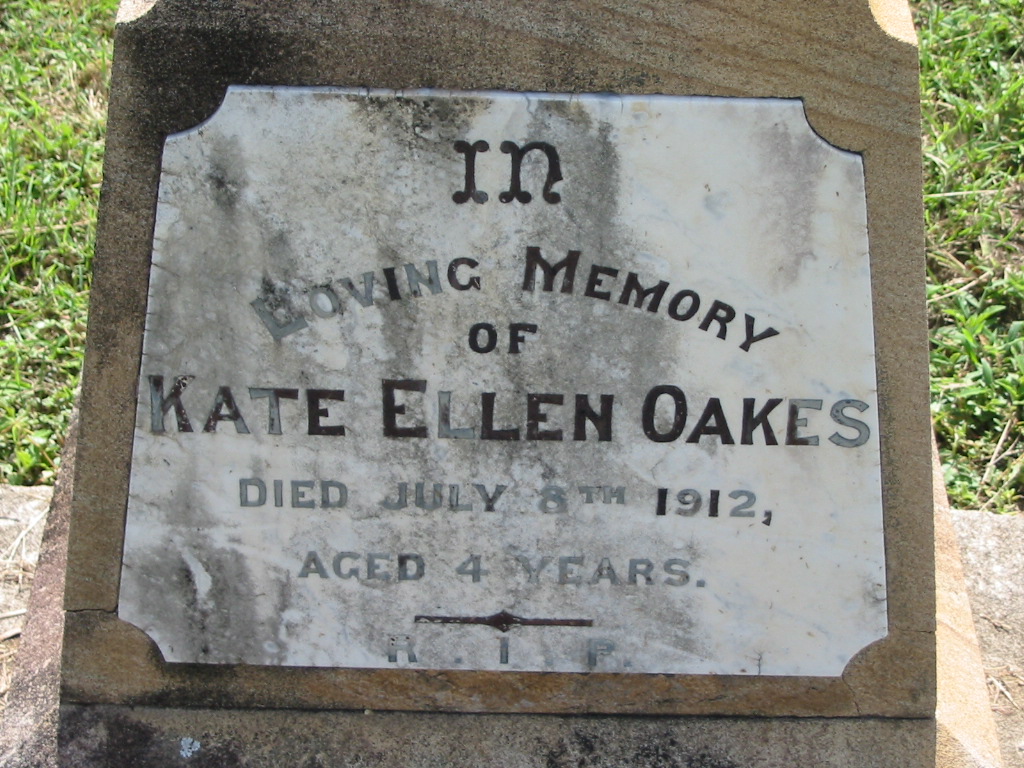 IN
LOVING MEMORY
OF
KATE ELLEN OAKES
DIED JULY 8TH 1912,
AGED 4 YEARS.
R. I. P.